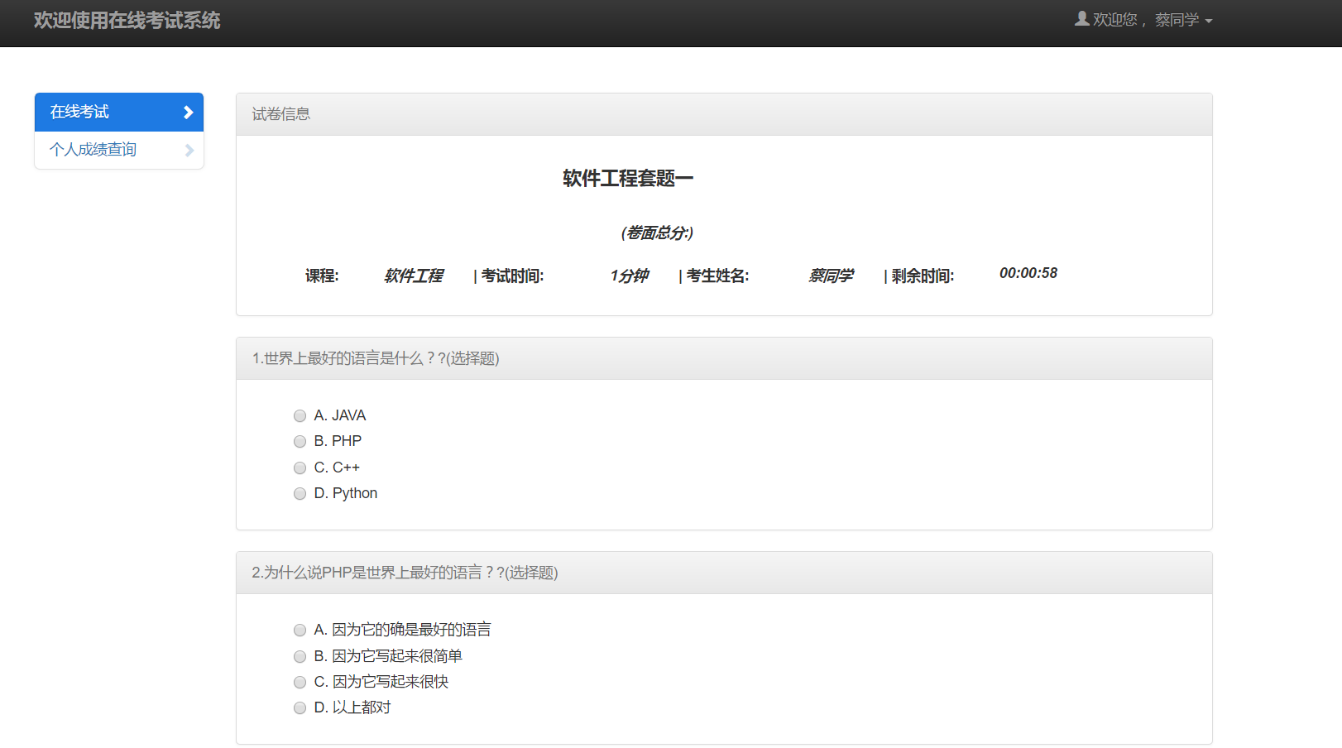 欢迎使用在线考试系统
欢迎您 , 蔡同学
在线考试
个人成绩查询
试卷信息
软件工程套题一
(卷面总分:)
课程: 软件工程 | 考试时间: 1分钟 | 考生姓名: 蔡同学 | 剩余时间: 00:00:58
1.世界上最好的语言是什么？?(选择题)
A. JAVA
B. PHP
C. C++
D. Python
2.为什么说PHP是世界上最好的语言？?(选择题)
A. 因为它的确是最好的语言
B. 因为它写起来很简单
C. 因为它写起来很快
D. 以上都对